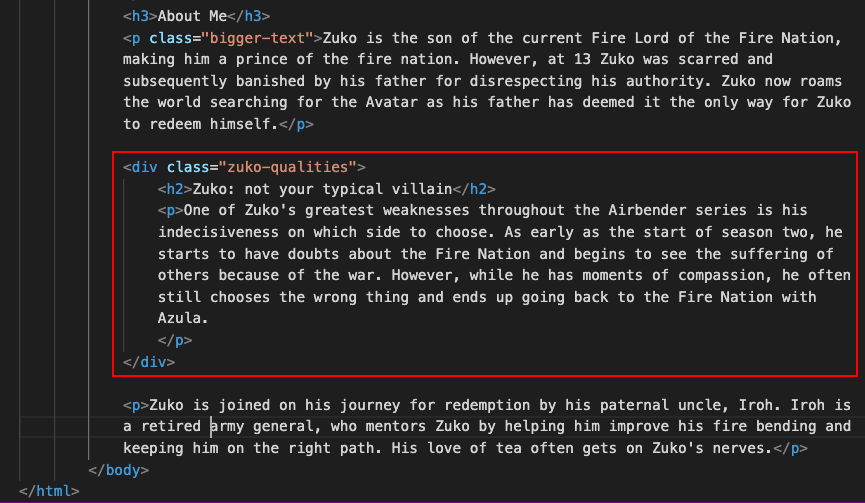 <h3>About Me</h3>
<p class="bigger-text">Zuko is the son of the current Fire Lord of the Fire Nation,
making him a prince of the fire nation. However, at 13 Zuko was scarred and
subsequently banished by his father for disrespecting his authority. Zuko now roams
the world searching for the Avatar as his father has deemed it the only way for Zuko
to redeem himself.</p>
<div class="zuko-qualities">
<h2>Zuko: not your typical villain</h2>
<p>One of Zuko's greatest weaknesses throughout the Airbender series is his
indecisiveness on which side to choose. As early as the start of season two, he
starts to have doubts about the Fire Nation and begins to see the suffering of
others because of the war. However, while he has moments of compassion, he often
still chooses the wrong thing and ends up going back to the Fire Nation with
Azula.
</p>
</div>
<p>Zuko is joined on his journey for redemption by his paternal uncle, Iroh. Iroh is
a retired army general, who mentors Zuko by helping him improve his fire bending and
keeping him on the right path. His love of tea often gets on Zuko's nerves.</p>
</body>
</html>